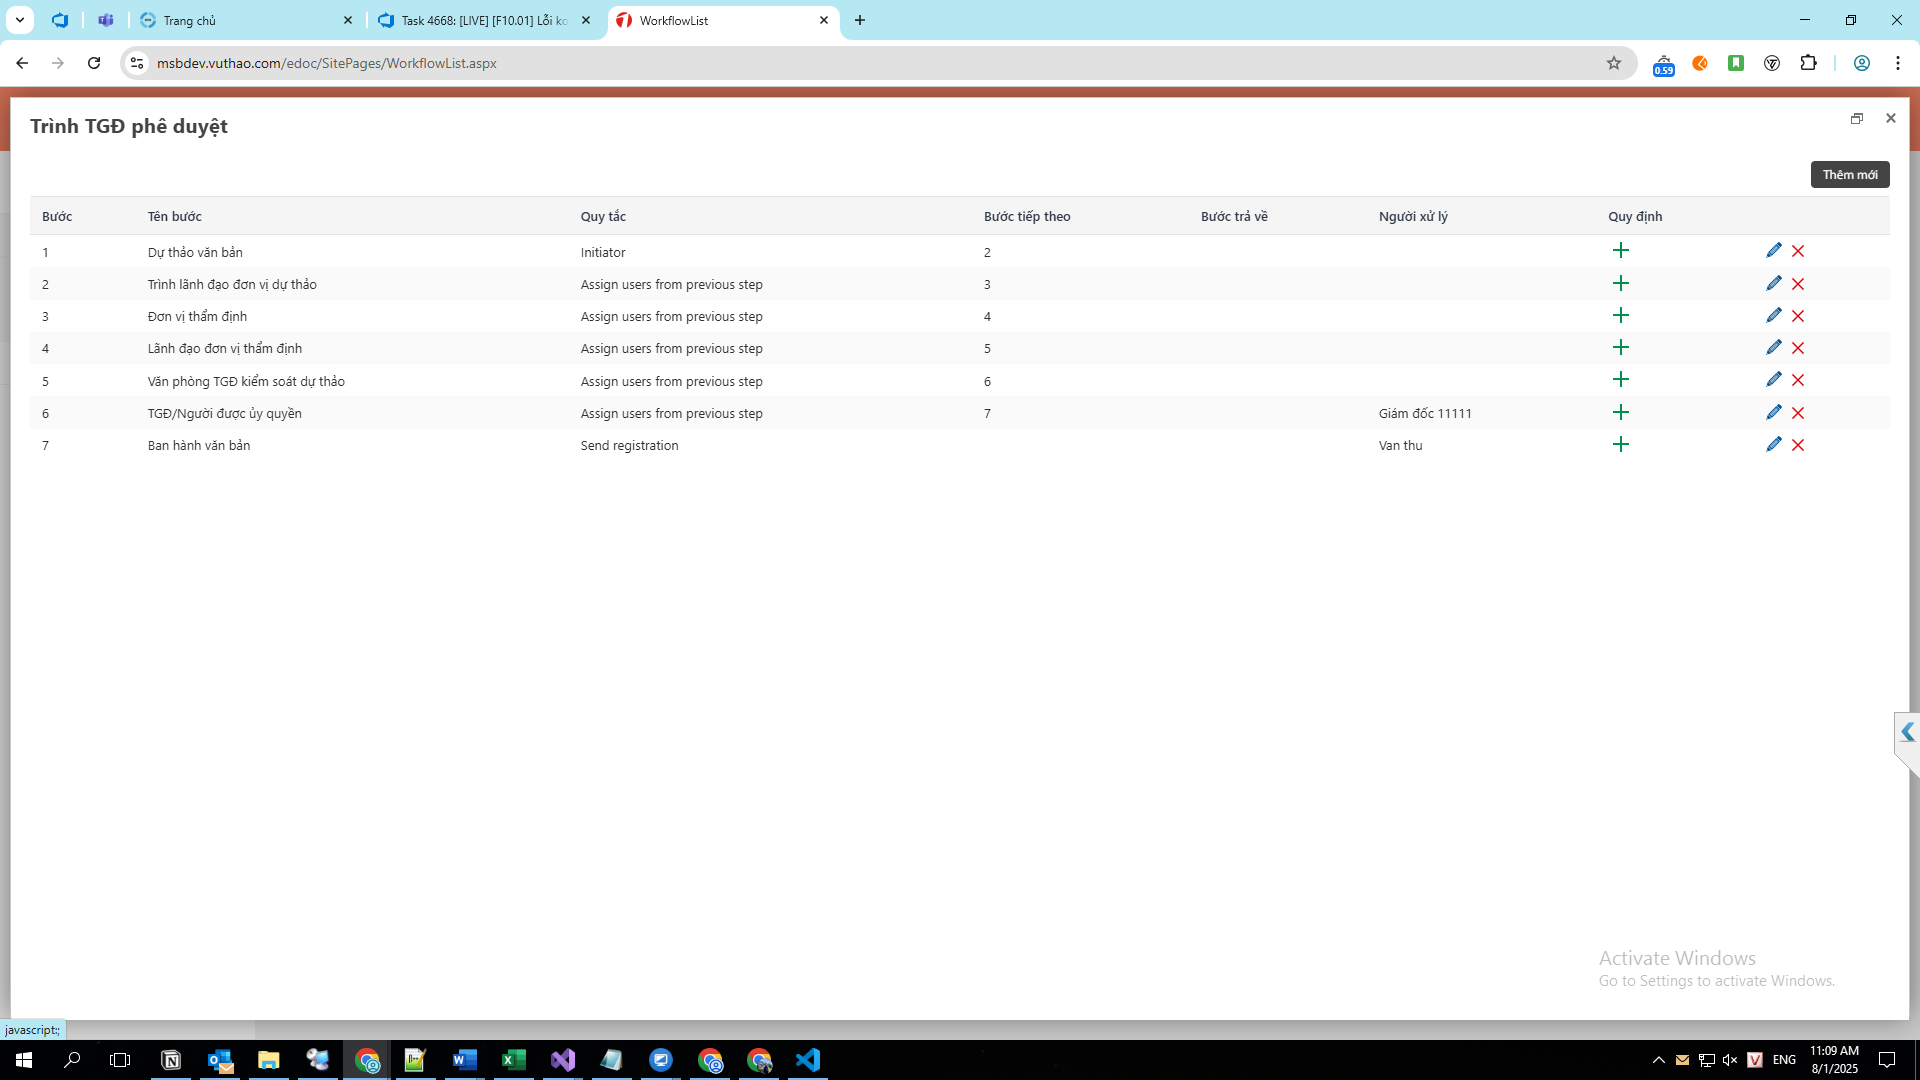 Trang chủ
Task 4668: [LIVE] [F10.01] Lỗi
WorkflowList
msbdev.vuthao.com/edoc/SitePages/WorkflowList.aspx
0.59
Trình TGĐ phê duyệt
Thêm mới
Bước Tên bước Quy tắc Bước tiếp theo Bước trả về Người xử lý Quy định
1 Dự thảo văn bản Initiator 2
2 Trình lãnh đạo đơn vị dự thảo Assign users from previous step 3
3 Đơn vị thẩm định Assign users from previous step 4
4 Lãnh đạo đơn vị thẩm định Assign users from previous step 5
5 Văn phòng TGĐ kiểm soát dự thảo Assign users from previous step 6
6 TGĐ/Người được ủy quyền Assign users from previous step 7 Giám đốc 11111
7 Ban hành văn bản Send registration Van thu
Activate Windows
Go to Settings to activate Windows.
javascript:;
ENG
11:09 AM
8/1/2025